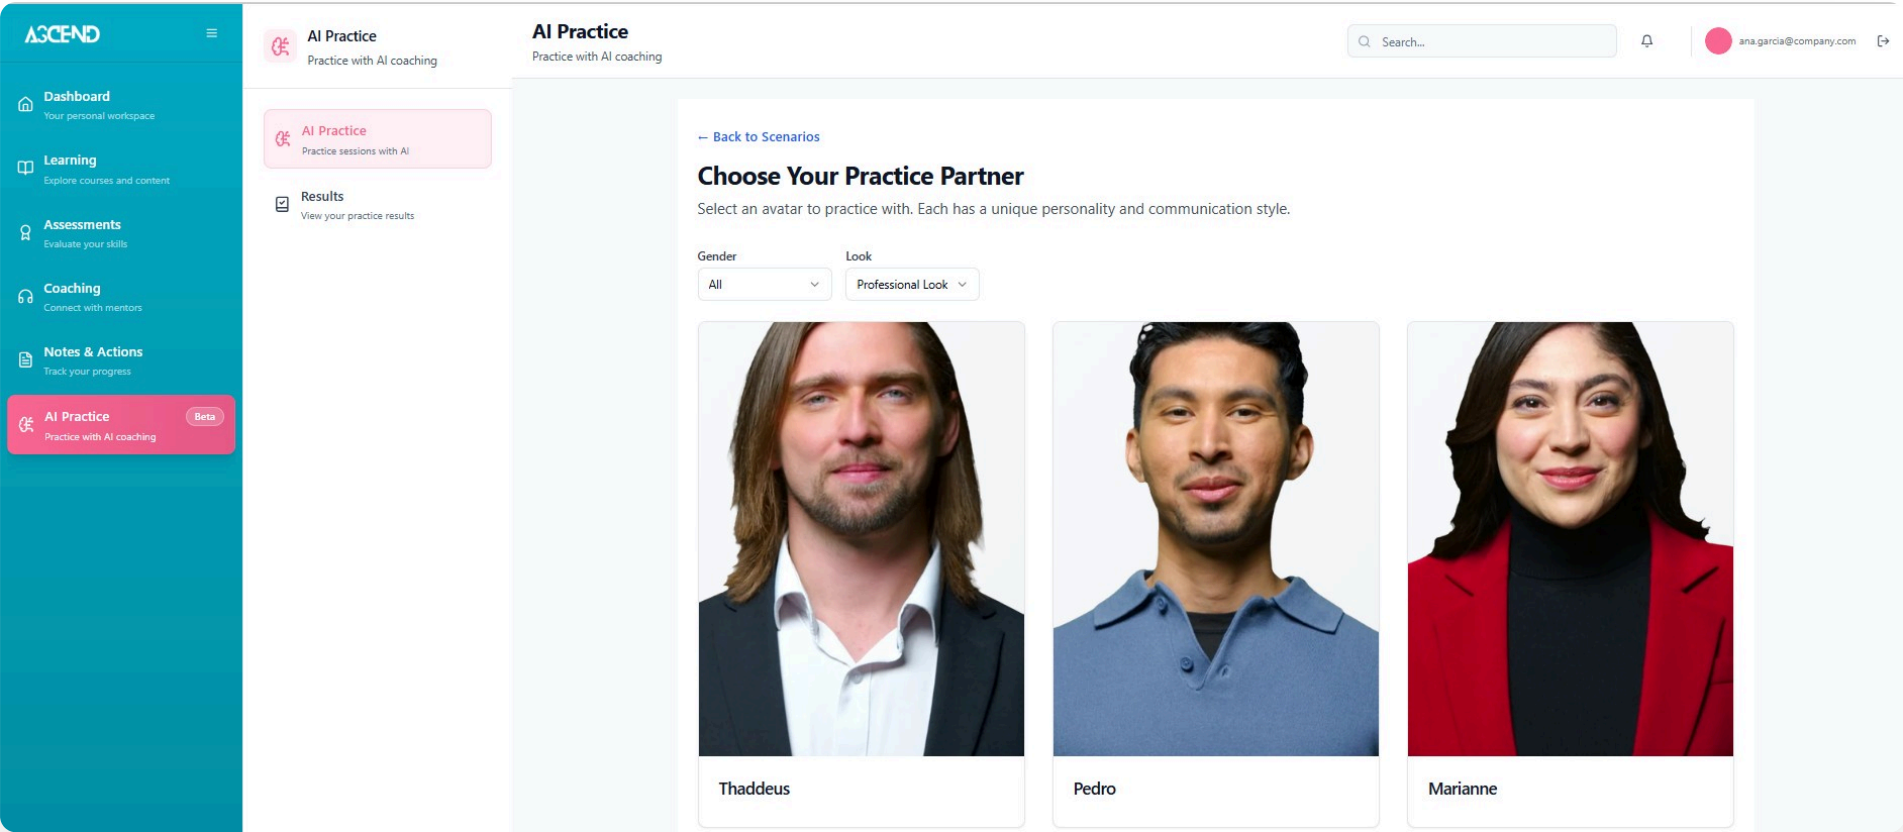 ASCEND
Dashboard
Your personal workspace
Learning
Explore courses and content
Assessments
Evaluate your skills
Coaching
Connect with mentors
Notes & Actions
Track your progress
AI Practice
Beta
Practice with AI coaching
AI Practice
Practice with AI coaching
AI Practice
Practice sessions with AI
Results
View your practice results
AI Practice
Practice with AI coaching
Search...
ana.garcia@company.com
← Back to Scenarios
Choose Your Practice Partner
Select an avatar to practice with. Each has a unique personality and communication style.
Gender
Look
All
Professional Look
Thaddeus
Pedro
Marianne